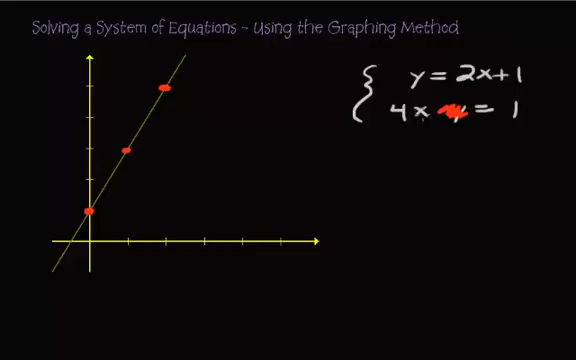 Solving a System of Equations - Using the Graphing Method
y = 2x+1
4x = 1